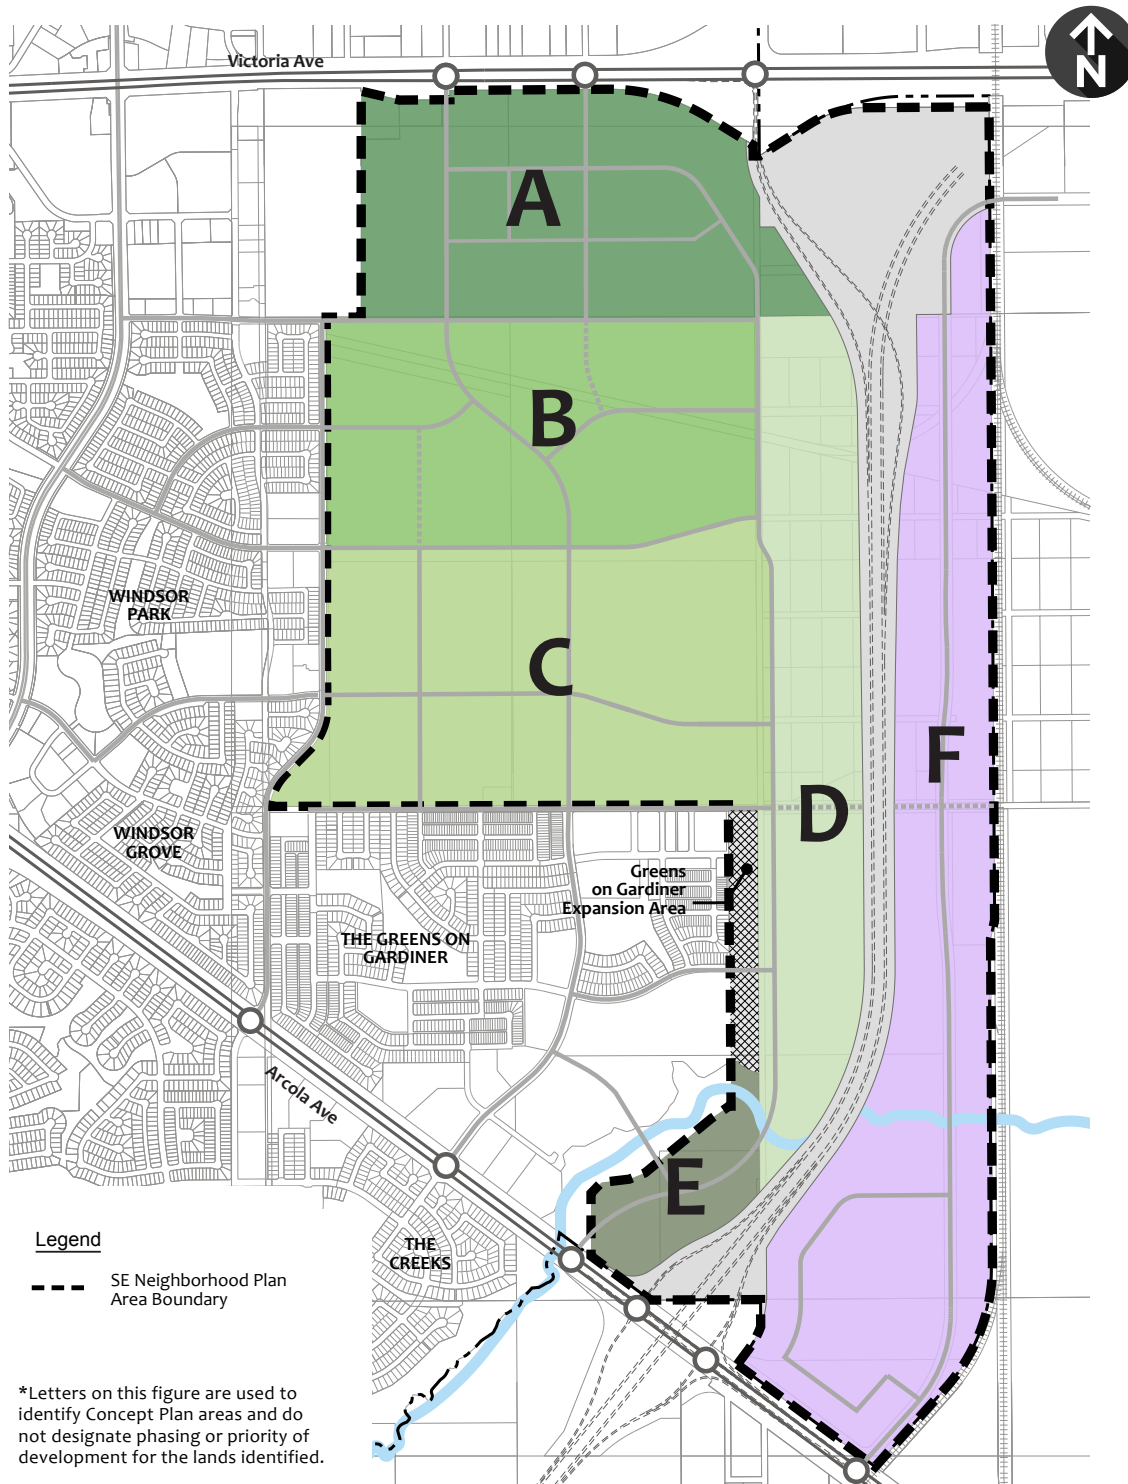 N
Victoria Ave
A
B
WINDSOR
PARK
C
F
D
WINDSOR
GROVE
Greens
on Gardiner
Expansion Area
THE GREENS ON
GARDINER
Arcola Ave
E
THE
CREEKS
Legend
SE Neighborhood Plan
Area Boundary
*Letters on this figure are used to
identify Concept Plan areas and do
not designate phasing or priority of
development for the lands identified.